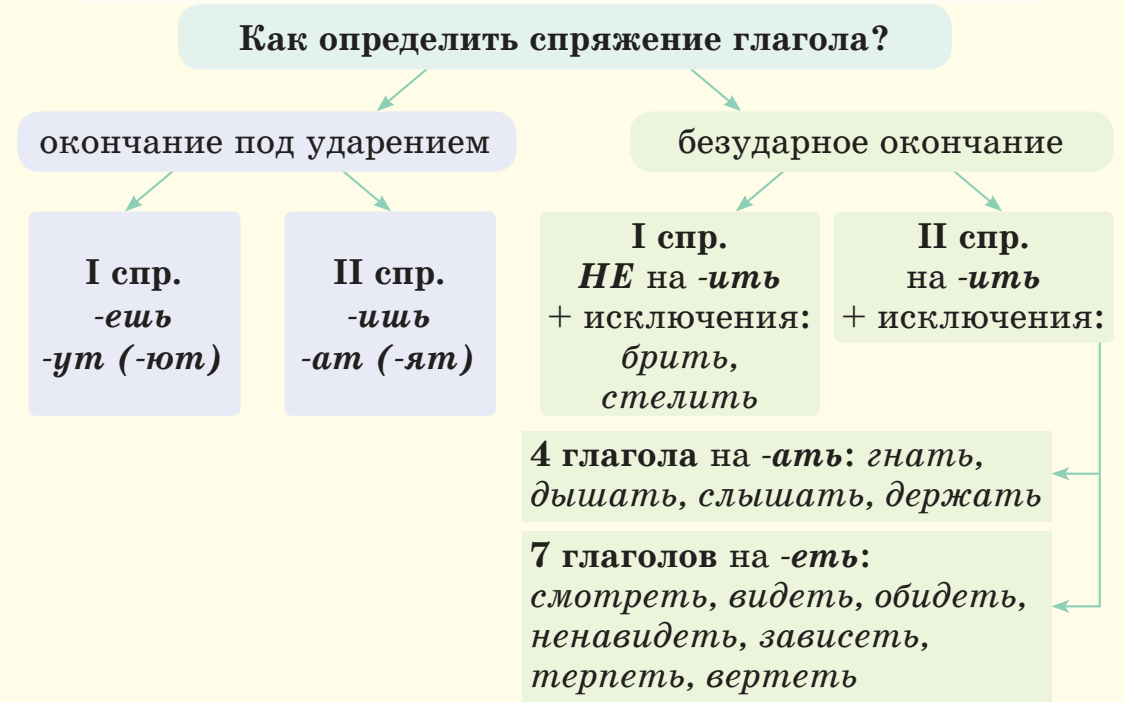 Как определить спряжение глагола?
окончание под ударением
безударное окончание
I спр.
-ешь
-ут (-ют)
II спр.
-ишь
-ат (-ят)
I спр.
НЕ на -ить
+ исключения:
брить,
стелить
II спр.
на -ить
+ исключения:
4 глагола на -ать: гнать,
дышать, слышать, держать
7 глаголов на -еть:
смотреть, видеть, обидеть,
ненавидеть, зависеть,
терпеть, вертеть